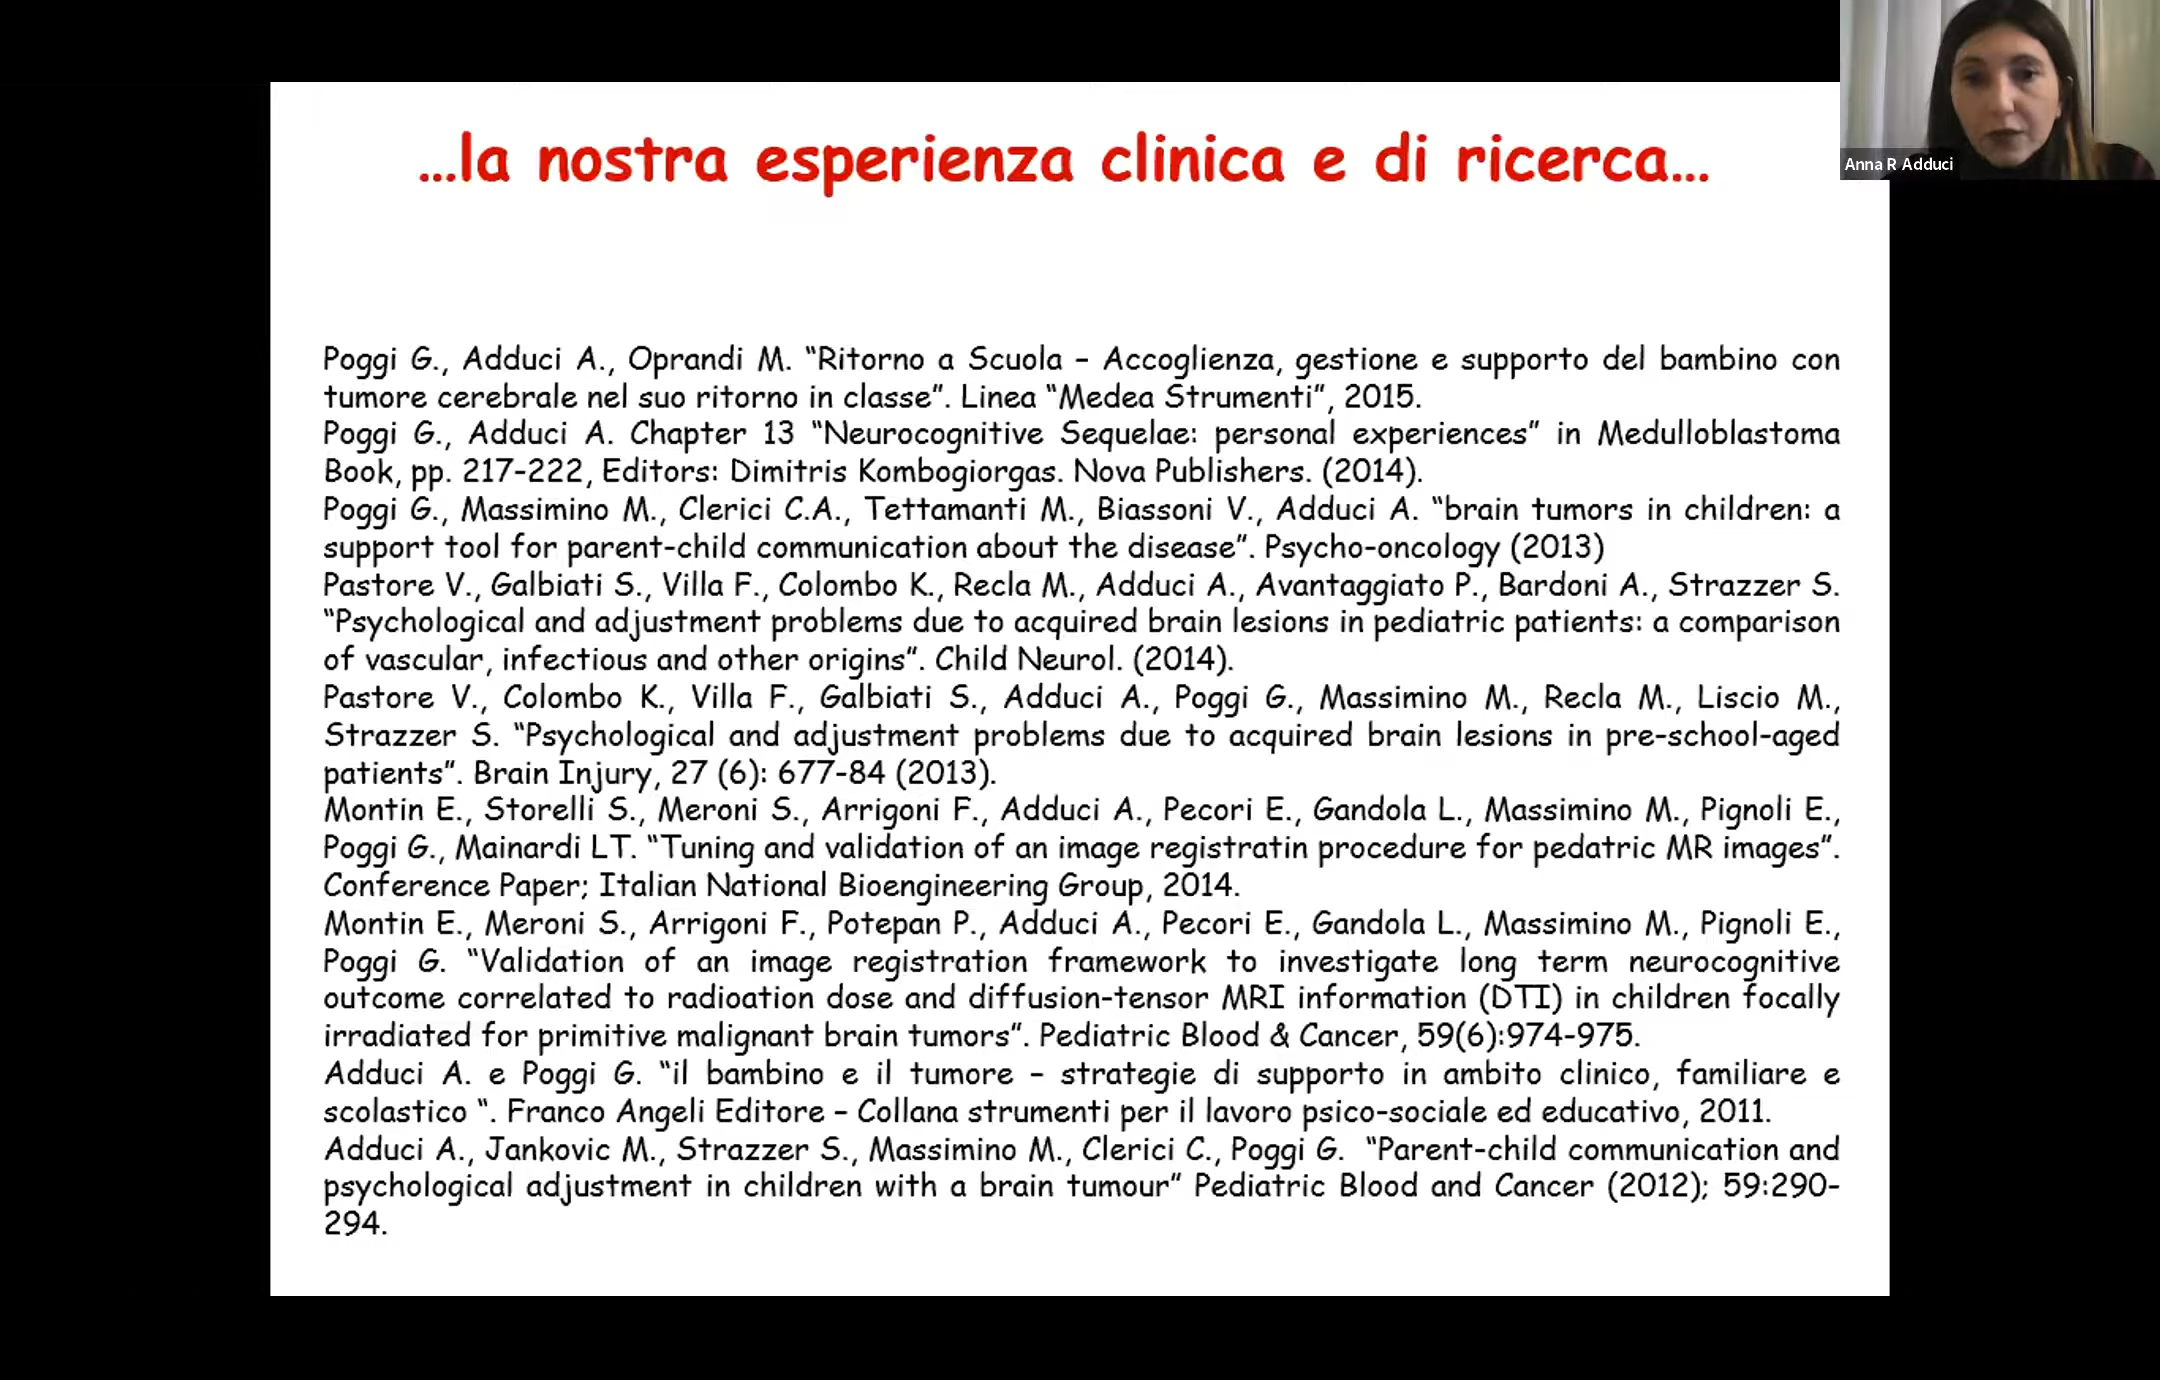 …la nostra esperienza clinica e di ricerca…
Anna R Adduci
Poggi G., Adduci A., Oprandi M. “Ritorno a Scuola – Accoglienza, gestione e supporto del bambino con
tumore cerebrale nel suo ritorno in classe”. Linea “Medea Strumenti”, 2015.
Poggi G., Adduci A. Chapter 13 “Neurocognitive Sequelae: personal experiences” in Medulloblastoma
Book, pp. 217-222, Editors: Dimitris Kombogiorgas. Nova Publishers. (2014).
Poggi G., Massimino M., Clerici C.A., Tettamanti M., Biassoni V., Adduci A. “brain tumors in children: a
support tool for parent-child communication about the disease”. Psycho-oncology (2013)
Pastore V., Galbiati S., Villa F., Colombo K., Recla M., Adduci A., Avantaggiato P., Bardoni A., Strazzer S.
“Psychological and adjustment problems due to acquired brain lesions in pediatric patients: a comparison
of vascular, infectious and other origins”. Child Neurol. (2014).
Pastore V., Colombo K., Villa F., Galbiati S., Adduci A., Poggi G., Massimino M., Recla M., Liscio M.,
Strazzer S. “Psychological and adjustment problems due to acquired brain lesions in pre-school-aged
patients”. Brain Injury, 27 (6): 677-84 (2013).
Montin E., Storelli S., Meroni S., Arrigoni F., Adduci A., Pecori E., Gandola L., Massimino M., Pignoli E.,
Poggi G., Mainardi LT. “Tuning and validation of an image registratin procedure for pedatric MR images”.
Conference Paper; Italian National Bioengineering Group, 2014.
Montin E., Meroni S., Arrigoni F., Potepan P., Adduci A., Pecori E., Gandola L., Massimino M., Pignoli E.,
Poggi G. “Validation of an image registration framework to investigate long term neurocognitive
outcome correlated to radioation dose and diffusion-tensor MRI information (DTI) in children focally
irradiated for primitive malignant brain tumors”. Pediatric Blood & Cancer, 59(6):974-975.
Adduci A. e Poggi G. “il bambino e il tumore – strategie di supporto in ambito clinico, familiare e
scolastico “. Franco Angeli Editore – Collana strumenti per il lavoro psico-sociale ed educativo, 2011.
Adduci A., Jankovic M., Strazzer S., Massimino M., Clerici C., Poggi G. “Parent-child communication and
psychological adjustment in children with a brain tumour” Pediatric Blood and Cancer (2012); 59:290-
294.